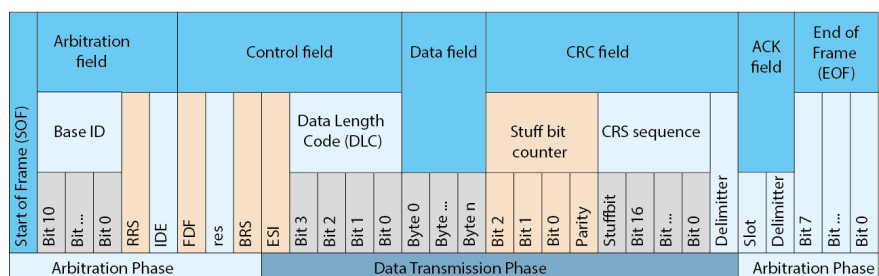 Start of Frame (SOF)
Arbitration
field
Control field
Data field
CRC field
ACK
field
End of
Frame
(EOF)
Base ID
RRS
IDE
FDF
res
BRS
ESI
Data Length
Code (DLC)
Stuff bit
counter
CRS sequence
Delimitter
Bit 10
Bit ...
Bit 0
Bit 3
Bit 2
Bit 1
Bit 0
Byte 0
Byte ...
Byte n
Bit 2
Bit 1
Bit 0
Parity
Stuffbit
Bit 16
Bit ...
Bit 0
Slot
Delimitter
Bit 7
Bit ...
Bit 0
Arbitration Phase
Data Transmission Phase
Arbitration Phase